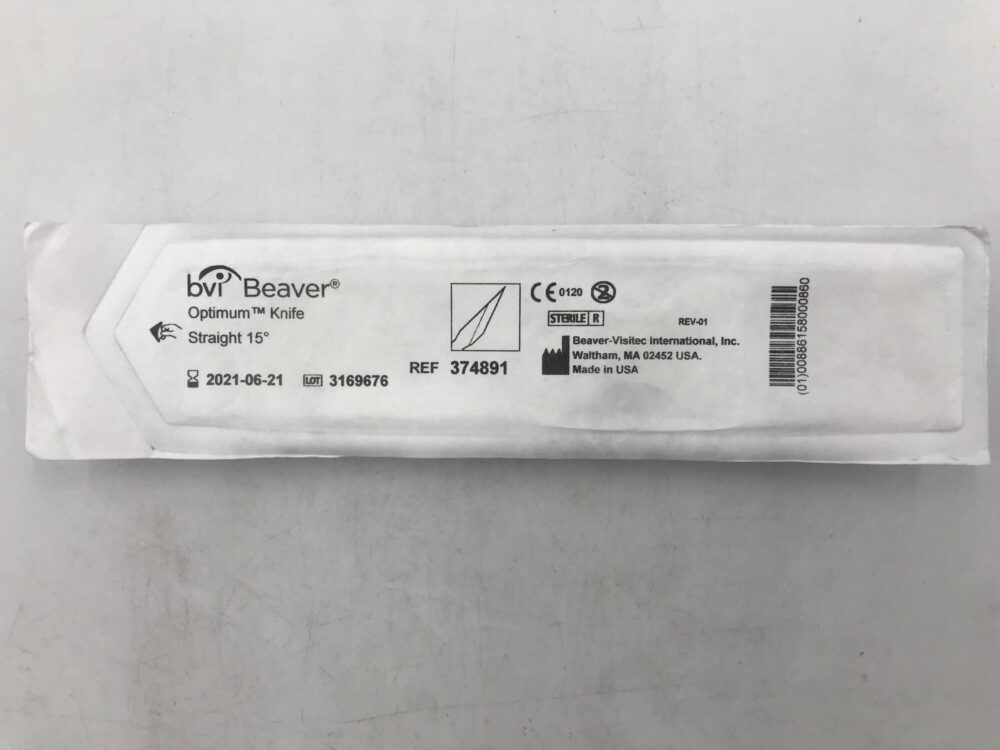 bvi Beaver®
Optimum™ Knife
Straight 15°
2021-06-21 LOT 3169676
REF 374891
CE 0120
2
STERILE R
REV-01
Beaver-Visitec International, Inc.
Waltham, MA 02452 USA.
Made in USA
(01)00886158000860